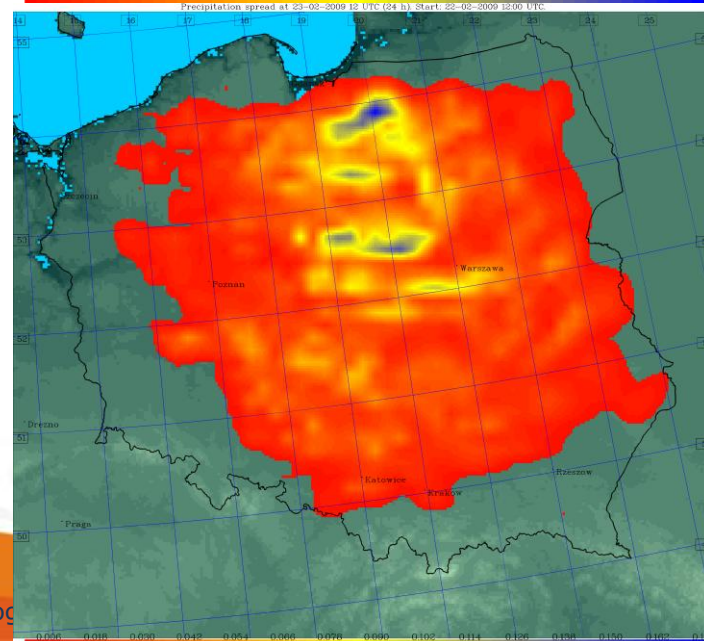 Precipitation spread at 23-02-2009 12 UTC (24 h). Start: 22-02-2009 12:00 UTC.
14 15 16 17 18 19 20 21 22 23 24 25
55
53
Poznan
Warszawa
52
Drezno
51
Katowice
Rzeszow
Krakow
50
Praga
0.006 0.018 0.030 0.042 0.054 0.066 0.078 0.090 0.102 0.114 0.126 0.138 0.150 0.162